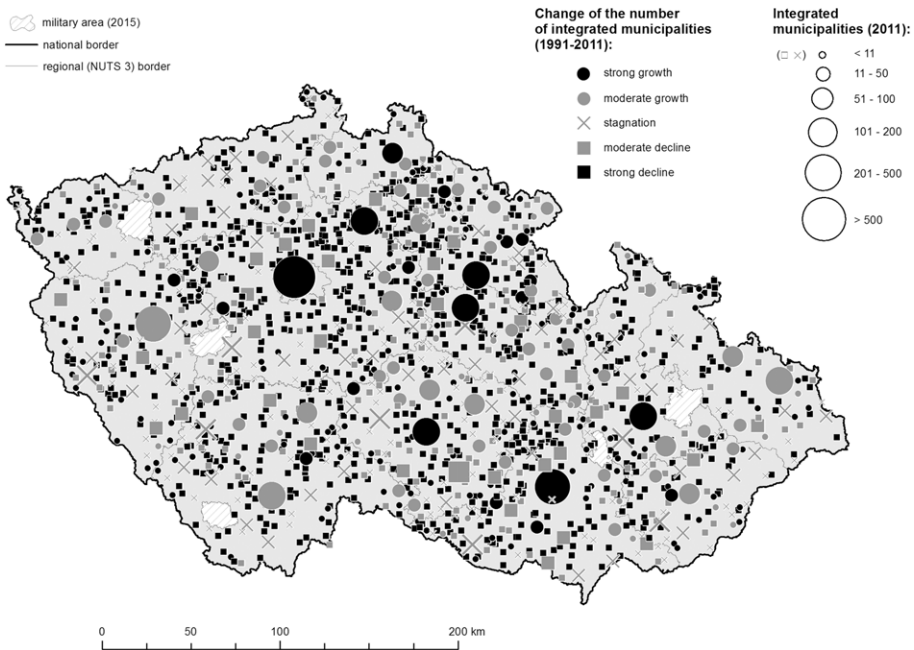 military area (2015)
national border
regional (NUTS 3) border
Change of the number
of integrated municipalities
(1991-2011):
strong growth
moderate growth
stagnation
moderate decline
strong decline
Integrated
municipalities (2011):
(□ ×)
< 11
11 - 50
51 - 100
101 - 200
201 - 500
> 500
0 50 100 200 km